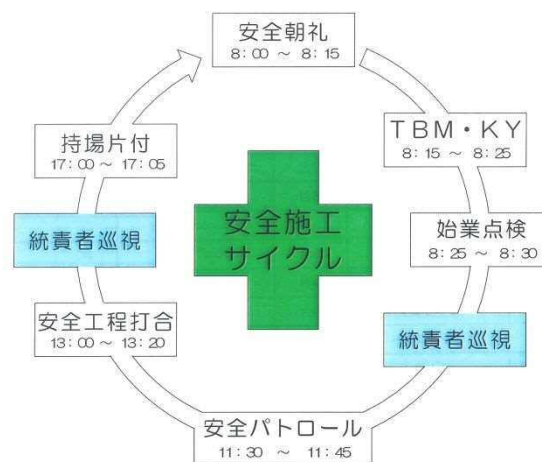 安全朝礼
8:00 ～ 8:15
TBM・KY
8:15 ～ 8:25
始業点検
8:25 ～ 8:30
統責者巡視
安全パトロール
11:30 ～ 11:45
安全工程打合
13:00 ～ 13:20
統責者巡視
持場片付
17:00 ～ 17:05
安全施工
サイクル